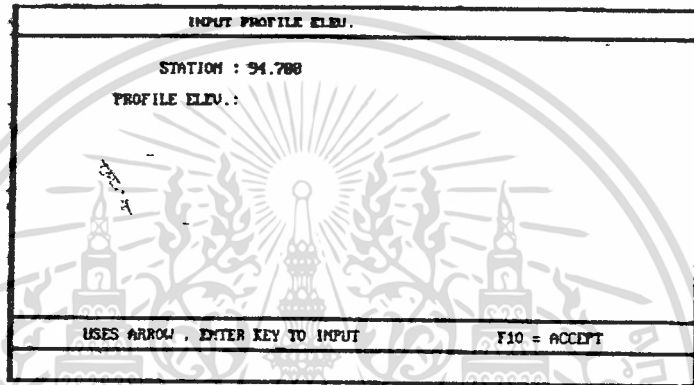 INPUT PROFILE ELEV.
STATION : 94.700
PROFILE ELEV.:
USES ARROW , ENTER KEY TO INPUT F10 = ACCEPT